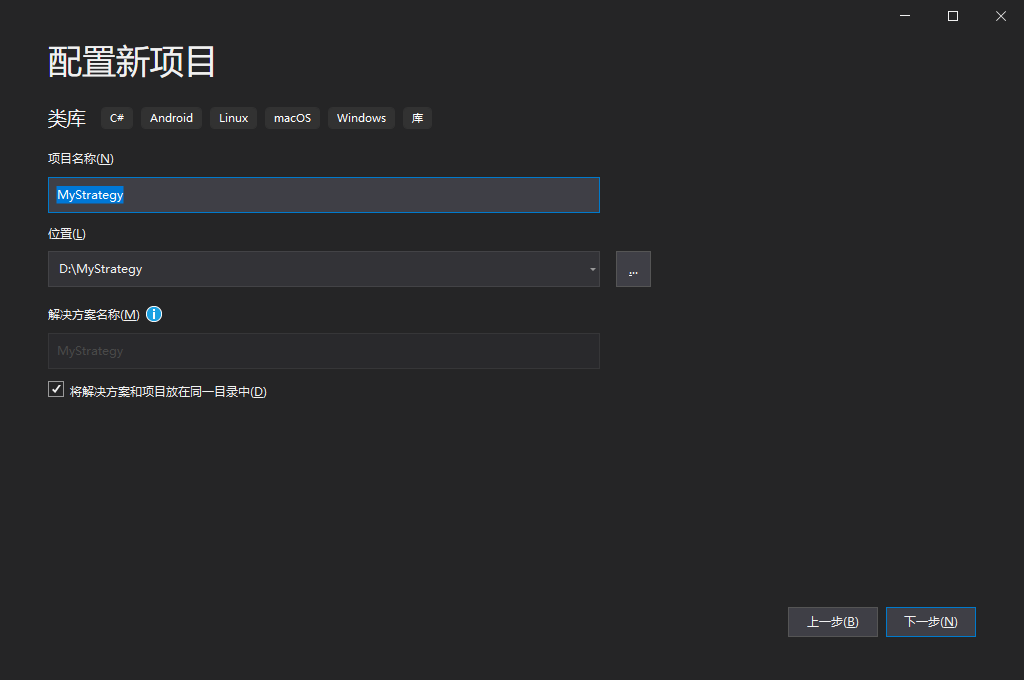 配置新项目
类库 C# Android Linux macOS Windows 库
项目名称(N)
MyStrategy
位置(L)
D:\MyStrategy
...
解决方案名称(M)
MyStrategy
将解决方案和项目放在同一目录中(D)
上一步(B) 下一步(N)